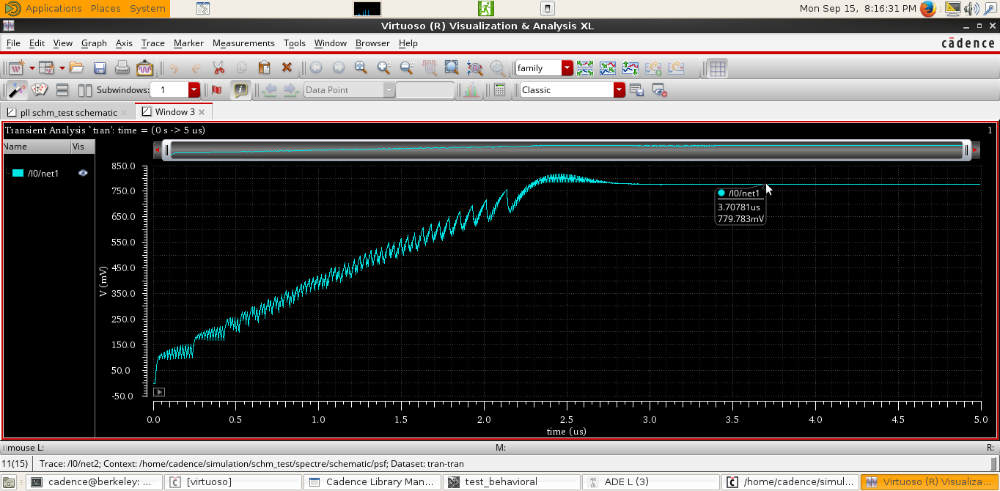 Applications Places System Mon Sep 15, 8:16:31 PM
Virtuoso (R) Visualization & Analysis XL
File Edit View Graph Axis Trace Marker Measurements Tools Window Browser Help cādence
family
Subwindows: 1 Data Point Classic
pll schm_test schematic Window 3
Transient Analysis `tran': time = (0 s -> 5 us) 1
Name Vis
/I0/net1
850.0
750.0
650.0
550.0
450.0
350.0
250.0
150.0
50.0
-50.0
V (mV)
/I0/net1
3.70781us
779.783mV
0.0 0.5 1.0 1.5 2.0 2.5 3.0 3.5 4.0 4.5 5.0
time (us)
mouse L: M: R:
11(15) Trace: /I0/net2; Context: /home/cadence/simulation/schm_test/spectre/schematic/psf; Dataset: tran-tran
cadence@berkeley: ... [virtuoso] Cadence Library Man... test_behavioral ADE L (3) /home/cadence/simul... Virtuoso (R) Visualiza...